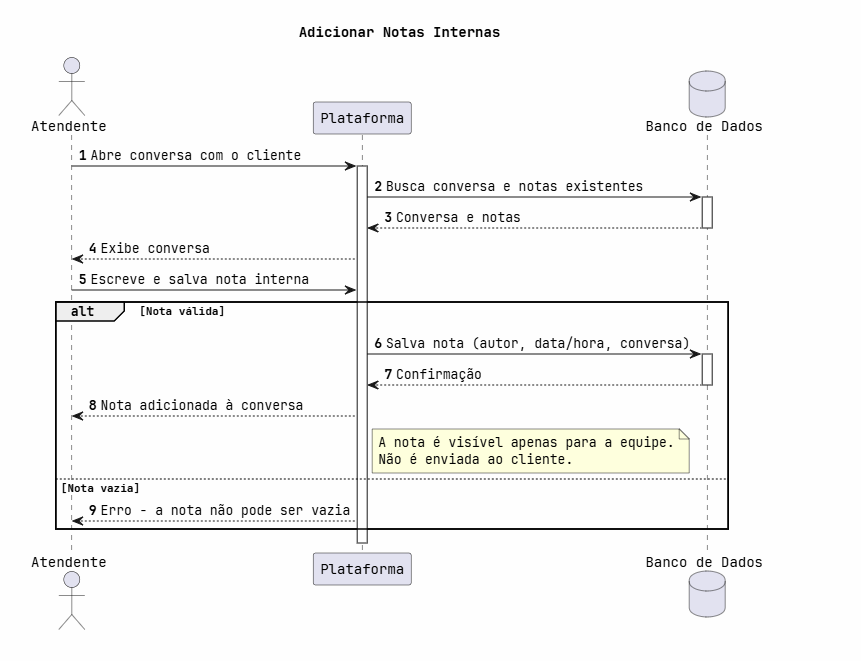 Adicionar Notas Internas
Atendente
Plataforma
Banco de Dados
1 Abre conversa com o cliente
2 Busca conversa e notas existentes
3 Conversa e notas
4 Exibe conversa
5 Escreve e salva nota interna
alt [Nota válida]
6 Salva nota (autor, data/hora, conversa)
7 Confirmação
8 Nota adicionada à conversa
A nota é visível apenas para a equipe.
Não é enviada ao cliente.
[Nota vazia]
9 Erro - a nota não pode ser vazia
Atendente
Plataforma
Banco de Dados